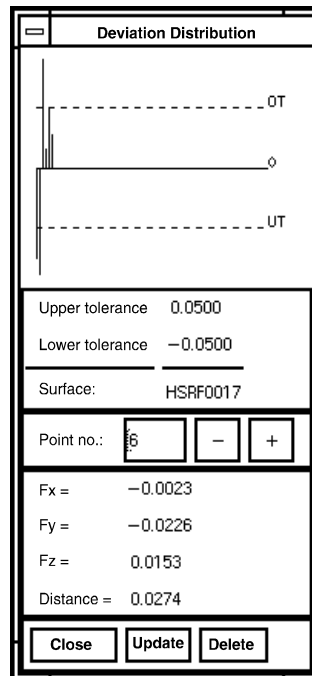 Deviation Distribution
OT
0
UT
Upper tolerance 0.0500
Lower tolerance −0.0500
Surface: HSRF0017
Point no.: 6 − +
Fx = −0.0023
Fy = −0.0226
Fz = 0.0153
Distance = 0.0274
Close Update Delete